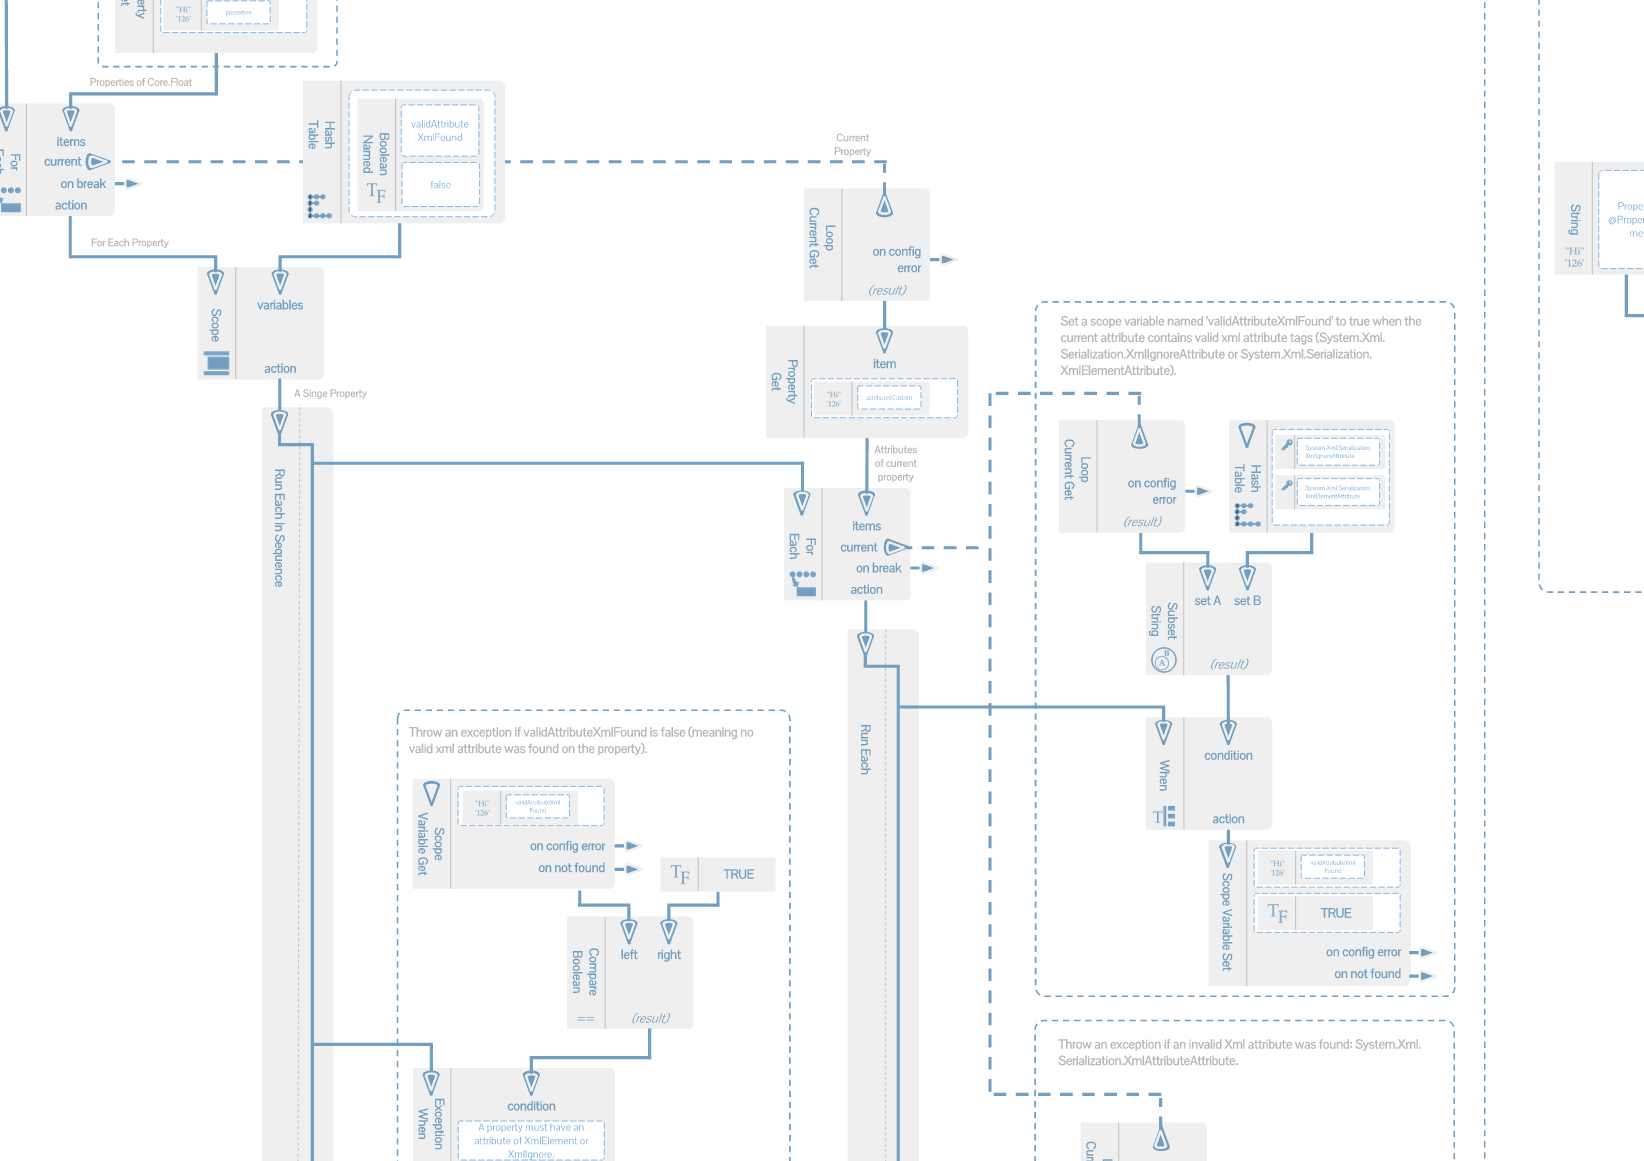 "Hi"
'126'
properties
Properties of Core.Float
items
current
on break
action
For
Hash
Table
Boolean
Named
TF
validAttribute
XmlFound
false
Current
Property
For Each Property
Scope
variables
action
A Singe Property
Loop
Current Get
on config
error
(result)
Property
Get
item
"Hi"
'126'
attributesCustom
Attributes
of current
property
For
Each
items
current
on break
action
Run Each In Sequence
Run Each
Set a scope variable named 'validAttributeXmlFound' to true when the
current attribute contains valid xml attribute tags (System.Xml.
Serialization.XmlIgnoreAttribute or System.Xml.Serialization.
XmlElementAttribute).
Loop
Current Get
on config
error
(result)
Hash
Table
System.Xml.Serialization.
XmlIgnoreAttribute
System.Xml.Serialization.
XmlElementAttribute
Subset
String
B
A
set A
set B
(result)
When
T
condition
action
Scope Variable Set
"Hi"
'126'
validAttributeXml
Found
TF
TRUE
on config error
on not found
Throw an exception if validAttributeXmlFound is false (meaning no
valid xml attribute was found on the property).
Scope
Variable Get
"Hi"
'126'
validAttributeXml
Found
on config error
on not found
TF
TRUE
Compare
Boolean
==
left
right
(result)
Exception
When
condition
A property must have an
attribute of XmlElement or
XmlIgnore.
Throw an exception if an invalid Xml attribute was found: System.Xml.
Serialization.XmlAttributeAttribute.
String
"Hi"
'126'